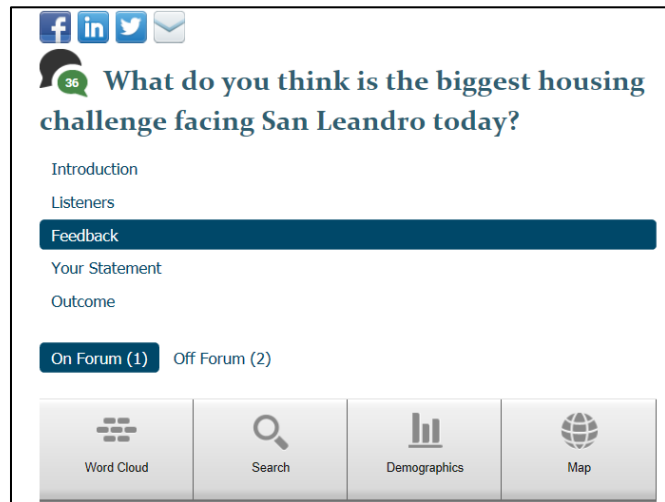 f in
36 What do you think is the biggest housing
challenge facing San Leandro today?
Introduction
Listeners
Feedback
Your Statement
Outcome
On Forum (1) Off Forum (2)
Word Cloud Search Demographics Map